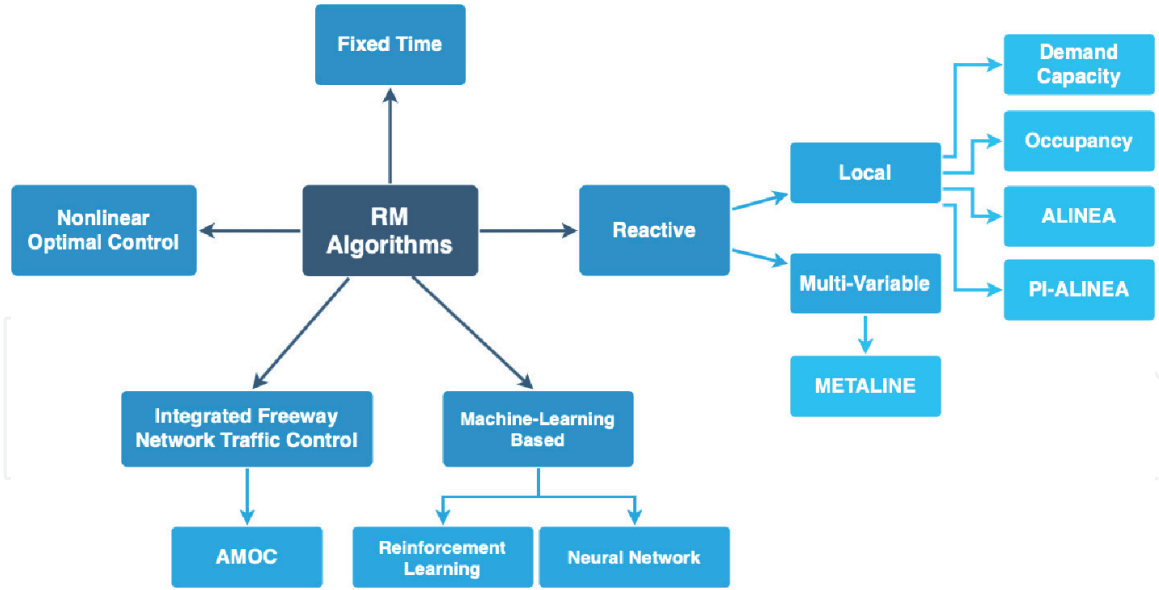 Fixed Time
Nonlinear
Optimal Control
RM
Algorithms
Reactive
Local
Multi-Variable
Demand
Capacity
Occupancy
ALINEA
PI-ALINEA
METALINE
Integrated Freeway
Network Traffic Control
Machine-Learning
Based
AMOC
Reinforcement
Learning
Neural Network